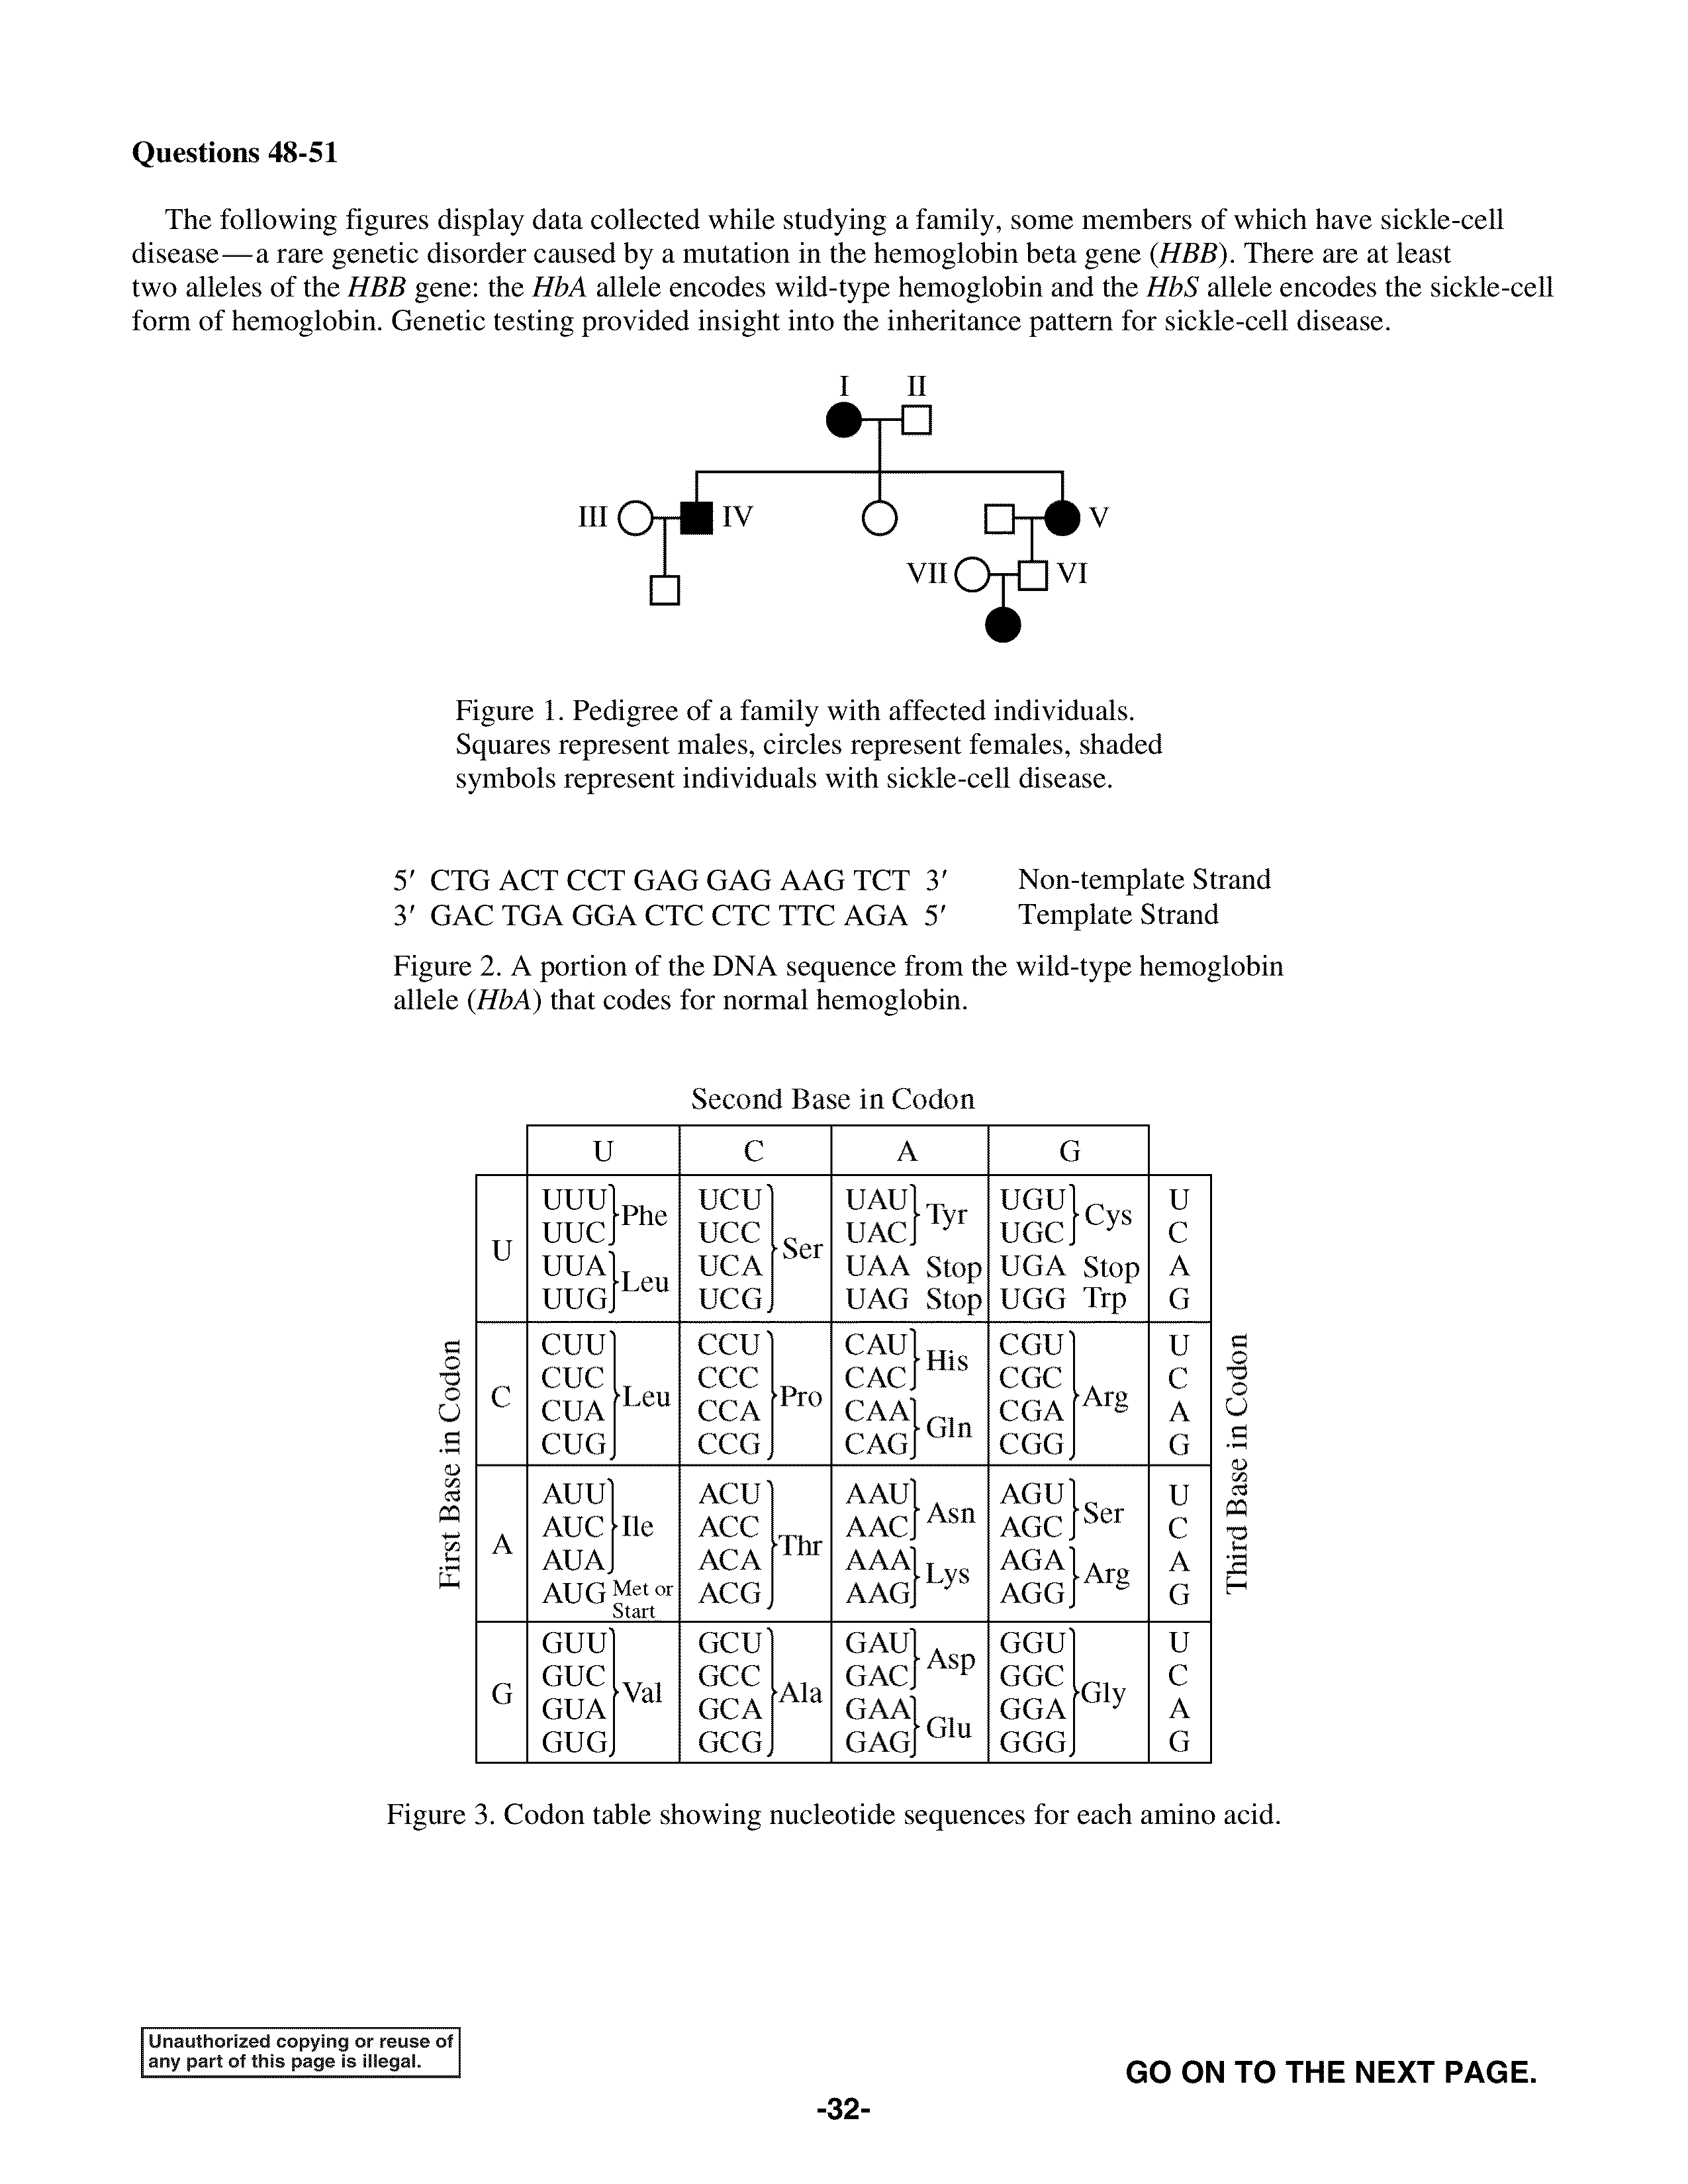 Questions 48-51
The following figures display data collected while studying a family, some members of which have sickle-cell
disease—a rare genetic disorder caused by a mutation in the hemoglobin beta gene (HBB). There are at least
two alleles of the HBB gene: the HbA allele encodes wild-type hemoglobin and the HbS allele encodes the sickle-cell
form of hemoglobin. Genetic testing provided insight into the inheritance pattern for sickle-cell disease.
I II
III IV V
VII VI
Figure 1. Pedigree of a family with affected individuals.
Squares represent males, circles represent females, shaded
symbols represent individuals with sickle-cell disease.
5′ CTG ACT CCT GAG GAG AAG TCT 3′ Non-template Strand
3′ GAC TGA GGA CTC CTC TTC AGA 5′ Template Strand
Figure 2. A portion of the DNA sequence from the wild-type hemoglobin
allele (HbA) that codes for normal hemoglobin.
Second Base in Codon
U C A G
First Base in Codon
U
UUU UUC Phe
UUA UUG Leu
UCU UCC UCA UCG Ser
UAU UAC Tyr
UAA Stop
UAG Stop
UGU UGC Cys
UGA Stop
UGG Trp
U C A G
C
CUU CUC CUA CUG Leu
CCU CCC CCA CCG Pro
CAU CAC His
CAA CAG Gln
CGU CGC CGA CGG Arg
U C A G
A
AUU AUC AUA Ile
AUG Met or Start
ACU ACC ACA ACG Thr
AAU AAC Asn
AAA AAG Lys
AGU AGC Ser
AGA AGG Arg
U C A G
G
GUU GUC GUA GUG Val
GCU GCC GCA GCG Ala
GAU GAC Asp
GAA GAG Glu
GGU GGC GGA GGG Gly
U C A G
Third Base in Codon
Figure 3. Codon table showing nucleotide sequences for each amino acid.
Unauthorized copying or reuse of
any part of this page is illegal.
GO ON TO THE NEXT PAGE.
-32-